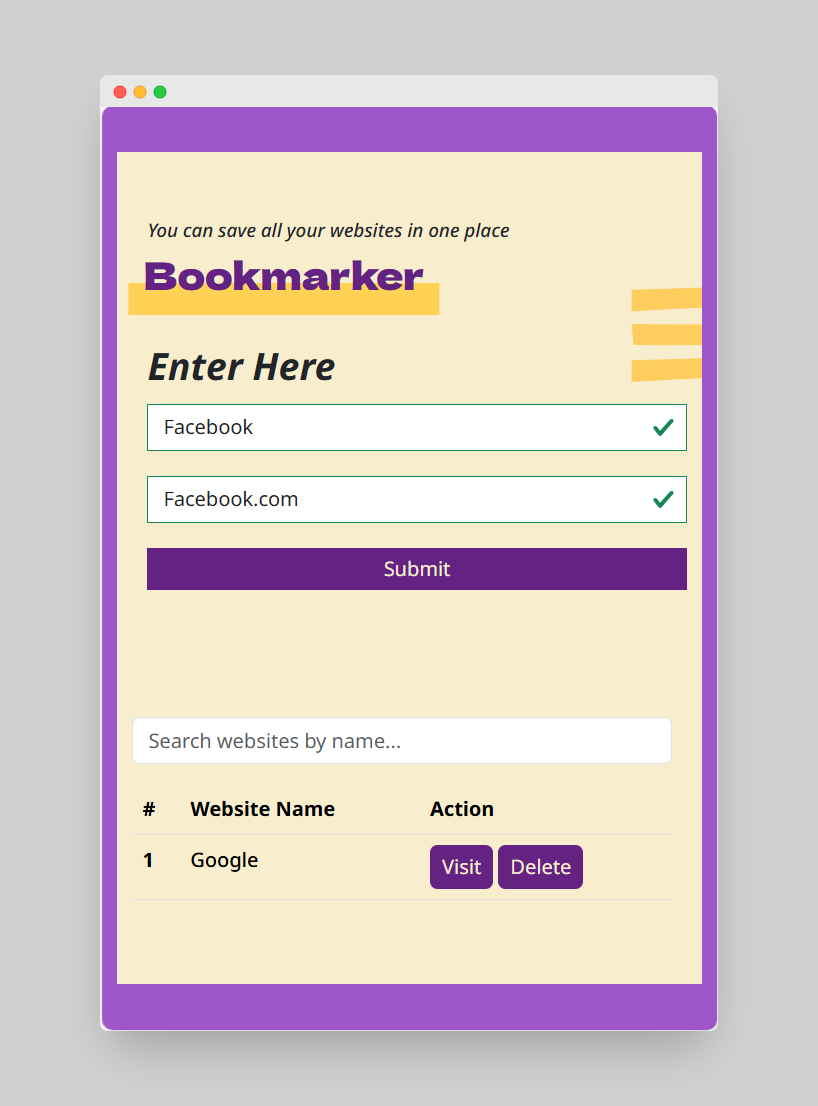 You can save all your websites in one place
Bookmarker
Enter Here
Facebook
Facebook.com
Submit
Search websites by name...
# Website Name Action
1 Google Visit Delete